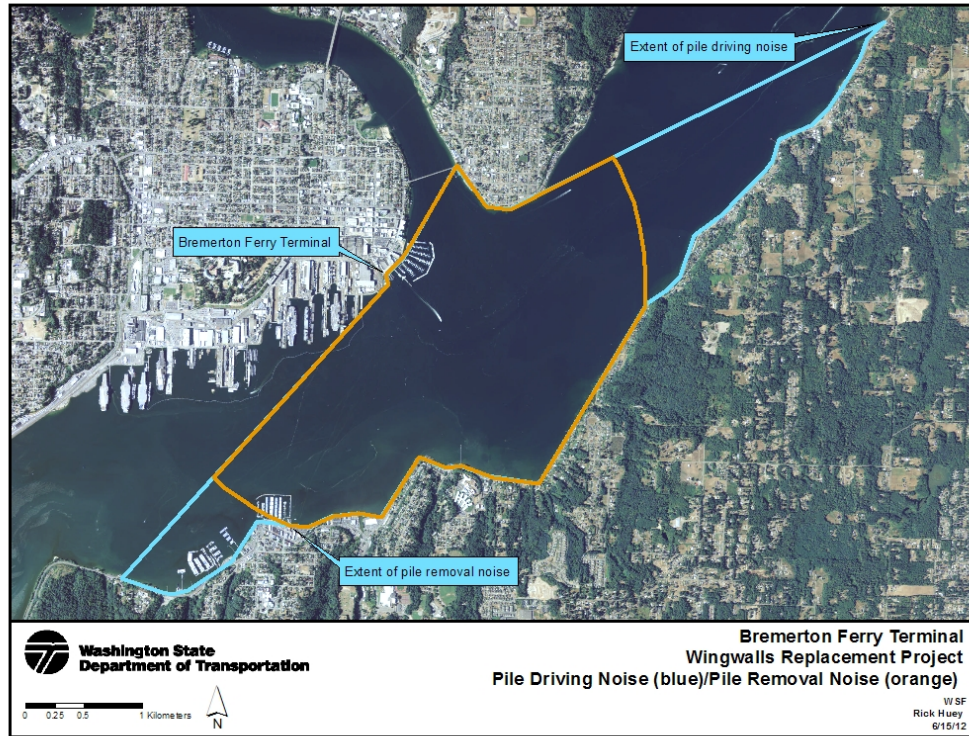 Extent of pile driving noise
Bremerton Ferry Terminal
Extent of pile removal noise
Washington State
Department of Transportation
0 0.25 0.5 1 Kilometers
N
Bremerton Ferry Terminal
Wingwalls Replacement Project
Pile Driving Noise (blue)/Pile Removal Noise (orange)
WSF
Rick Huey
6/15/12